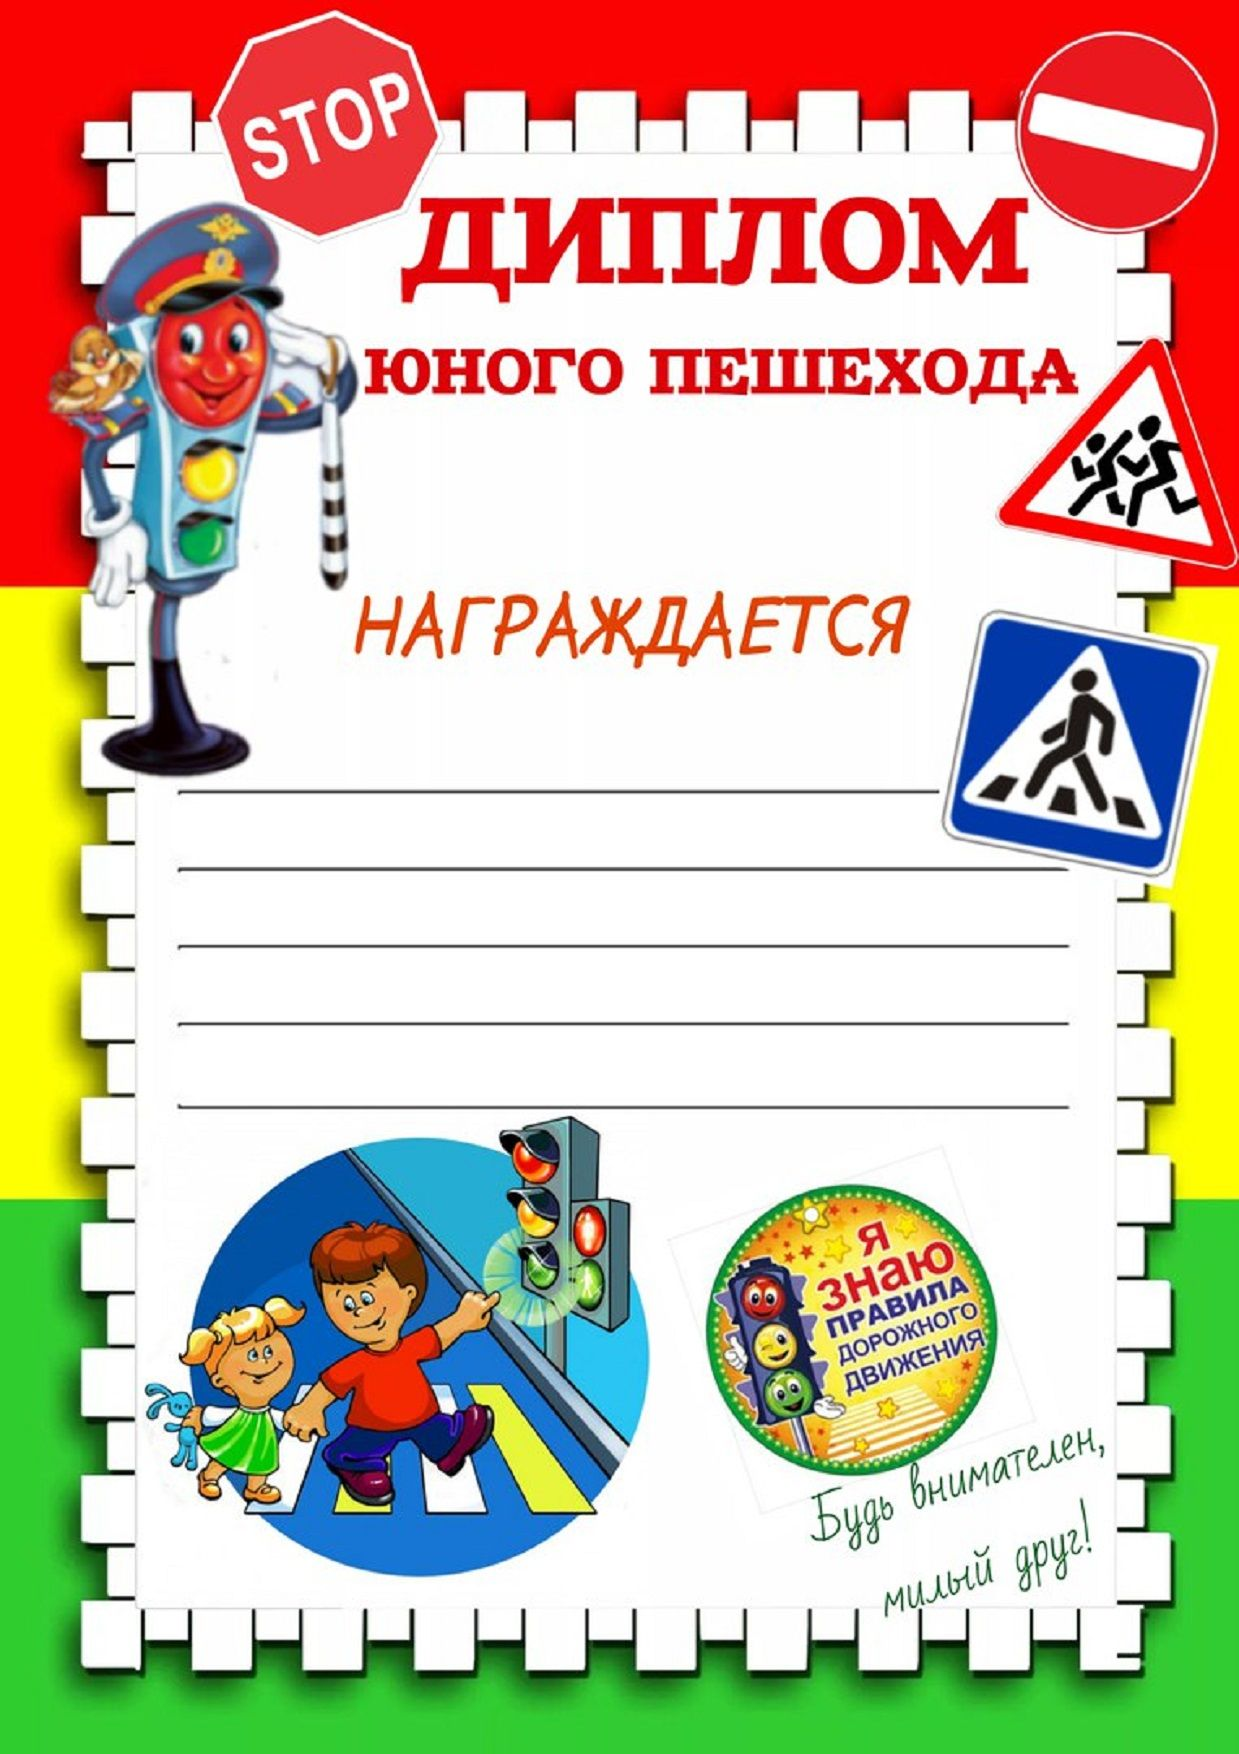 STOP
ДИПЛОМ
ЮНОГО ПЕШЕХОДА
НАГРАЖДАЕТСЯ
Я
ЗНАЮ
ПРАВИЛА
ДОРОЖНОГО
ДВИЖЕНИЯ
Будь внимателен,
милый друг!